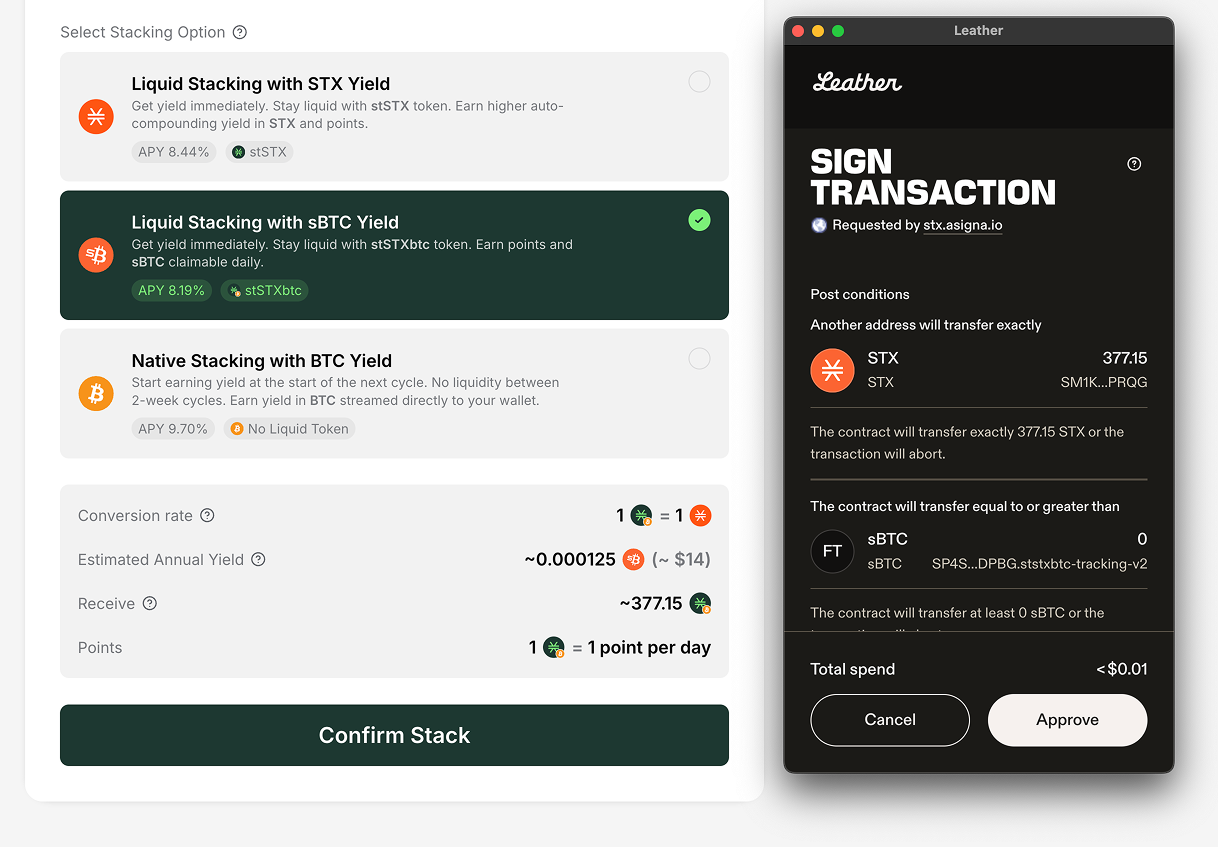 Select Stacking Option
Liquid Stacking with STX Yield
Get yield immediately. Stay liquid with stSTX token. Earn higher auto-
compounding yield in STX and points.
APY 8.44% stSTX
Liquid Stacking with sBTC Yield
Get yield immediately. Stay liquid with stSTXbtc token. Earn points and
sBTC claimable daily.
APY 8.19% stSTXbtc
Native Stacking with BTC Yield
Start earning yield at the start of the next cycle. No liquidity between
2-week cycles. Earn yield in BTC streamed directly to your wallet.
APY 9.70% No Liquid Token
Conversion rate 1 = 1
Estimated Annual Yield ~0.000125 (~ $14)
Receive ~377.15
Points 1 = 1 point per day
Confirm Stack
Leather
Leather
SIGN
TRANSACTION
Requested by stx.asigna.io
Post conditions
Another address will transfer exactly
STX 377.15
STX SM1K...PRQG
The contract will transfer exactly 377.15 STX or the
transaction will abort.
The contract will transfer equal to or greater than
FT
sBTC 0
sBTC SP4S...DPBG.ststxbtc-tracking-v2
The contract will transfer at least 0 sBTC or the
Total spend <$0.01
Cancel Approve